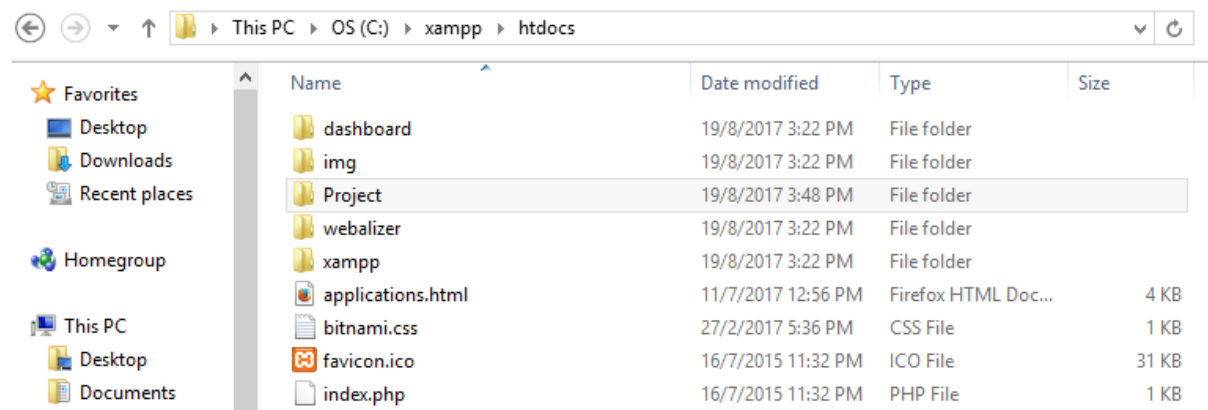 This PC OS (C:) xampp htdocs
Name Date modified Type Size
Favorites
Desktop
Downloads
Recent places
Homegroup
This PC
Desktop
Documents
dashboard 19/8/2017 3:22 PM File folder
img 19/8/2017 3:22 PM File folder
Project 19/8/2017 3:48 PM File folder
webalizer 19/8/2017 3:22 PM File folder
xampp 19/8/2017 3:22 PM File folder
applications.html 11/7/2017 12:56 PM Firefox HTML Doc... 4 KB
bitnami.css 27/2/2017 5:36 PM CSS File 1 KB
favicon.ico 16/7/2015 11:32 PM ICO File 31 KB
index.php 16/7/2015 11:32 PM PHP File 1 KB